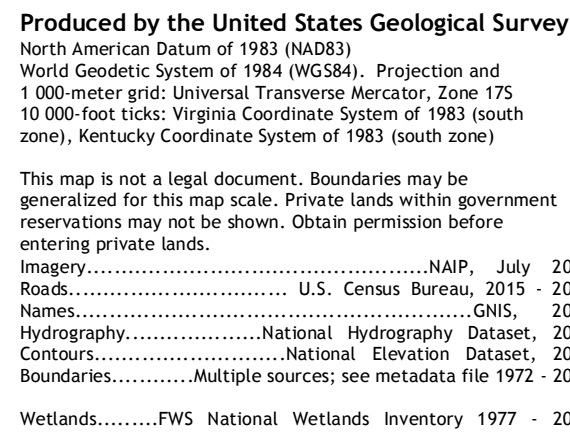 Produced by the United States Geological Survey
North American Datum of 1983 (NAD83)
World Geodetic System of 1984 (WGS84). Projection and
1 000-meter grid: Universal Transverse Mercator, Zone 17S
10 000-foot ticks: Virginia Coordinate System of 1983 (south
zone), Kentucky Coordinate System of 1983 (south zone)

This map is not a legal document. Boundaries may be
generalized for this map scale. Private lands within government
reservations may not be shown. Obtain permission before
entering private lands.
Imagery..................................................NAIP, July 20
Roads................................ U.S. Census Bureau, 2015 - 20
Names........................................................GNIS, 20
Hydrography....................National Hydrography Dataset, 20
Contours............................National Elevation Dataset, 20
Boundaries............Multiple sources; see metadata file 1972 - 20

Wetlands.........FWS National Wetlands Inventory 1977 - 20